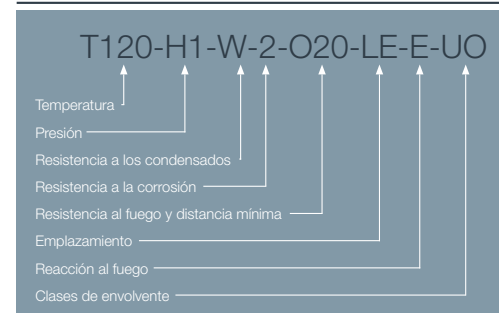 T120-H1-W-2-O20-LE-E-UO
Temperatura
Presión
Resistencia a los condensados
Resistencia a la corrosión
Resistencia al fuego y distancia mínima
Emplazamiento
Reacción al fuego
Clases de envolvente